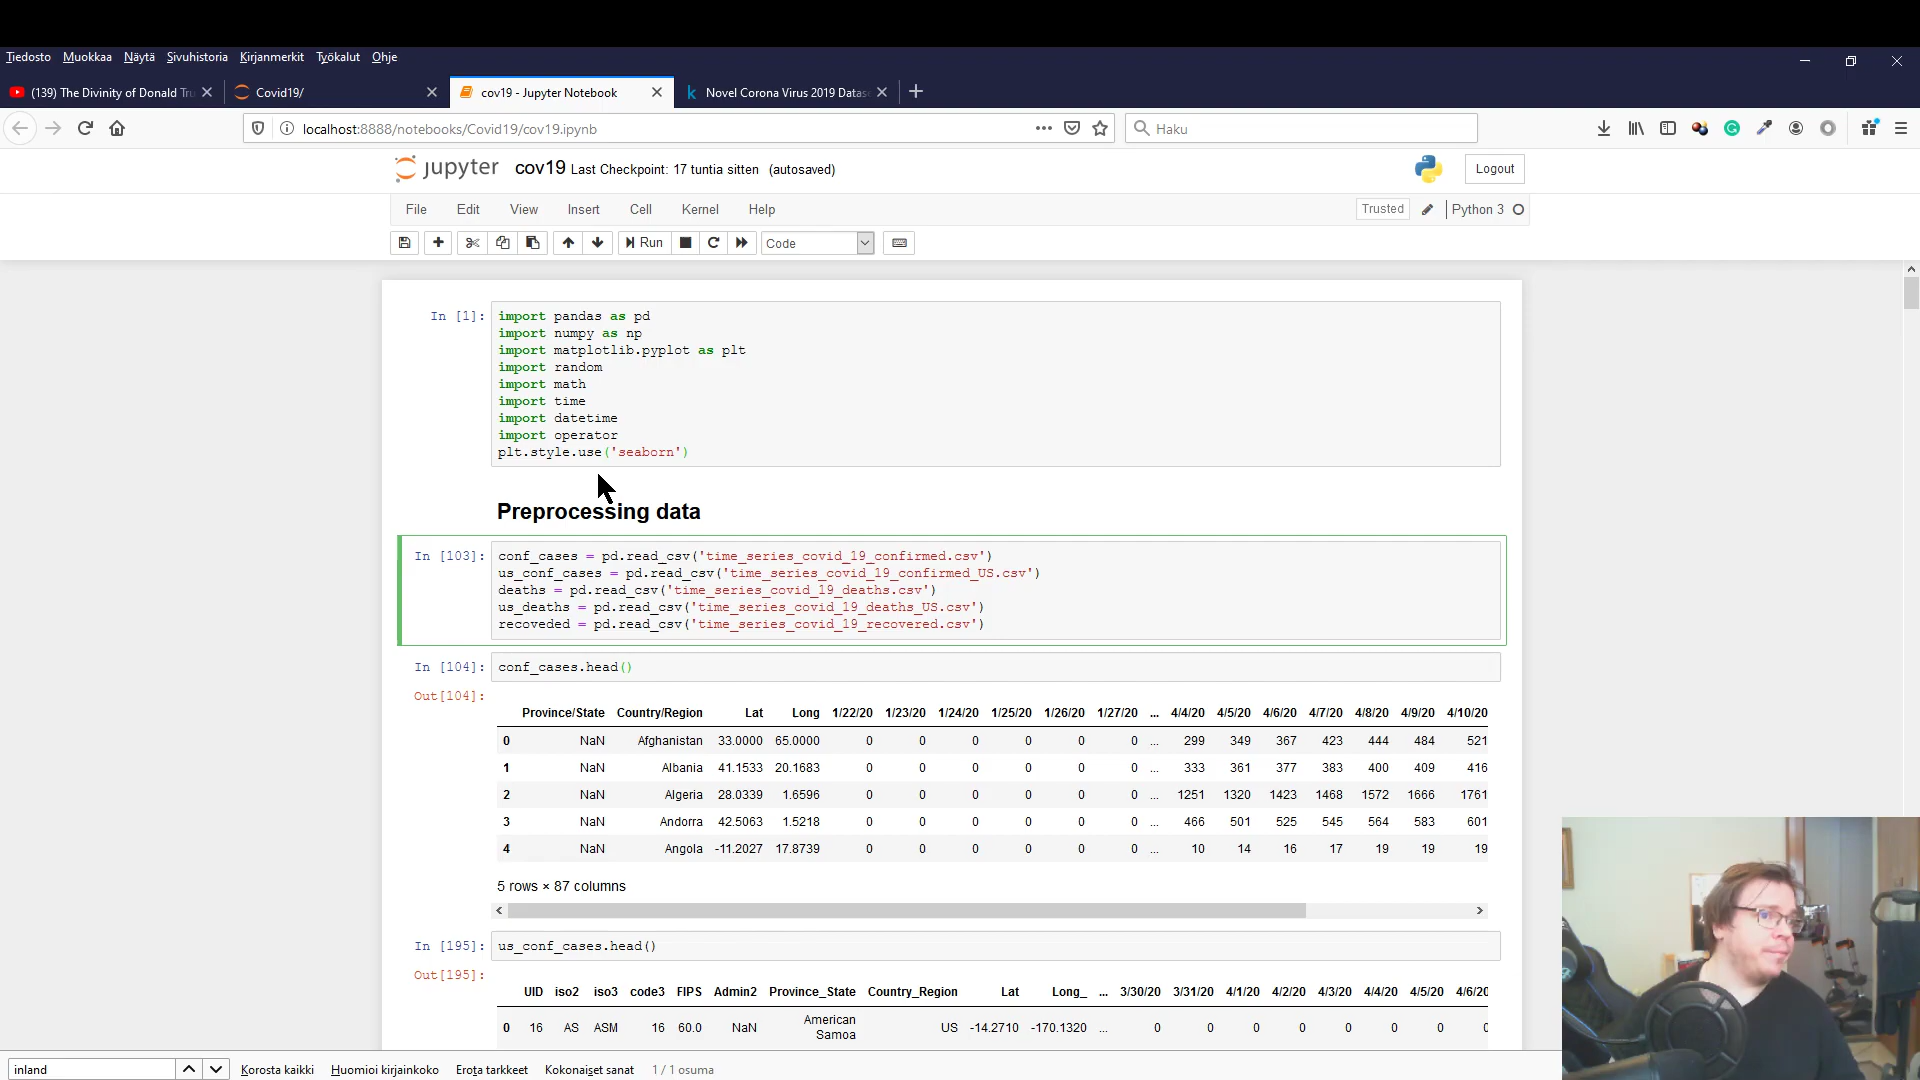 Tiedosto Muokkaa Näytä Sivuhistoria Kirjanmerkit Työkalut Ohje
(139) The Divinity of Donald Tru
Covid19/
cov19 - Jupyter Notebook
Novel Corona Virus 2019 Datas
localhost:8888/notebooks/Covid19/cov19.ipynb
Haku
jupyter cov19 Last Checkpoint: 17 tuntia sitten (autosaved)
Logout
File Edit View Insert Cell Kernel Help
Trusted
Python 3
Run
Code
In [1]:
import pandas as pd
import numpy as np
import matplotlib.pyplot as plt
import random
import math
import time
import datetime
import operator
plt.style.use('seaborn')
Preprocessing data
In [103]:
conf_cases = pd.read_csv('time_series_covid_19_confirmed.csv')
us_conf_cases = pd.read_csv('time_series_covid_19_confirmed_US.csv')
deaths = pd.read_csv('time_series_covid_19_deaths.csv')
us_deaths = pd.read_csv('time_series_covid_19_deaths_US.csv')
recoveded = pd.read_csv('time_series_covid_19_recovered.csv')
In [104]: conf_cases.head()
Out[104]:
Province/State Country/Region Lat Long 1/22/20 1/23/20 1/24/20 1/25/20 1/26/20 1/27/20 ... 4/4/20 4/5/20 4/6/20 4/7/20 4/8/20 4/9/20 4/10/20
0 NaN Afghanistan 33.0000 65.0000 0 0 0 0 0 0 ... 299 349 367 423 444 484 521
1 NaN Albania 41.1533 20.1683 0 0 0 0 0 0 ... 333 361 377 383 400 409 416
2 NaN Algeria 28.0339 1.6596 0 0 0 0 0 0 ... 1251 1320 1423 1468 1572 1666 1761
3 NaN Andorra 42.5063 1.5218 0 0 0 0 0 0 ... 466 501 525 545 564 583 601
4 NaN Angola -11.2027 17.8739 0 0 0 0 0 0 ... 10 14 16 17 19 19 19
5 rows × 87 columns
In [195]: us_conf_cases.head()
Out[195]:
UID iso2 iso3 code3 FIPS Admin2 Province_State Country_Region Lat Long_ ... 3/30/20 3/31/20 4/1/20 4/2/20 4/3/20 4/4/20 4/5/20 4/6/20
0 16 AS ASM 16 60.0 NaN American Samoa US -14.2710 -170.1320 ... 0 0 0 0 0 0 0 0
inland
Korosta kaikki Huomioi kirjainkoko Erota tarkkeet Kokonaiset sanat 1 / 1 osuma